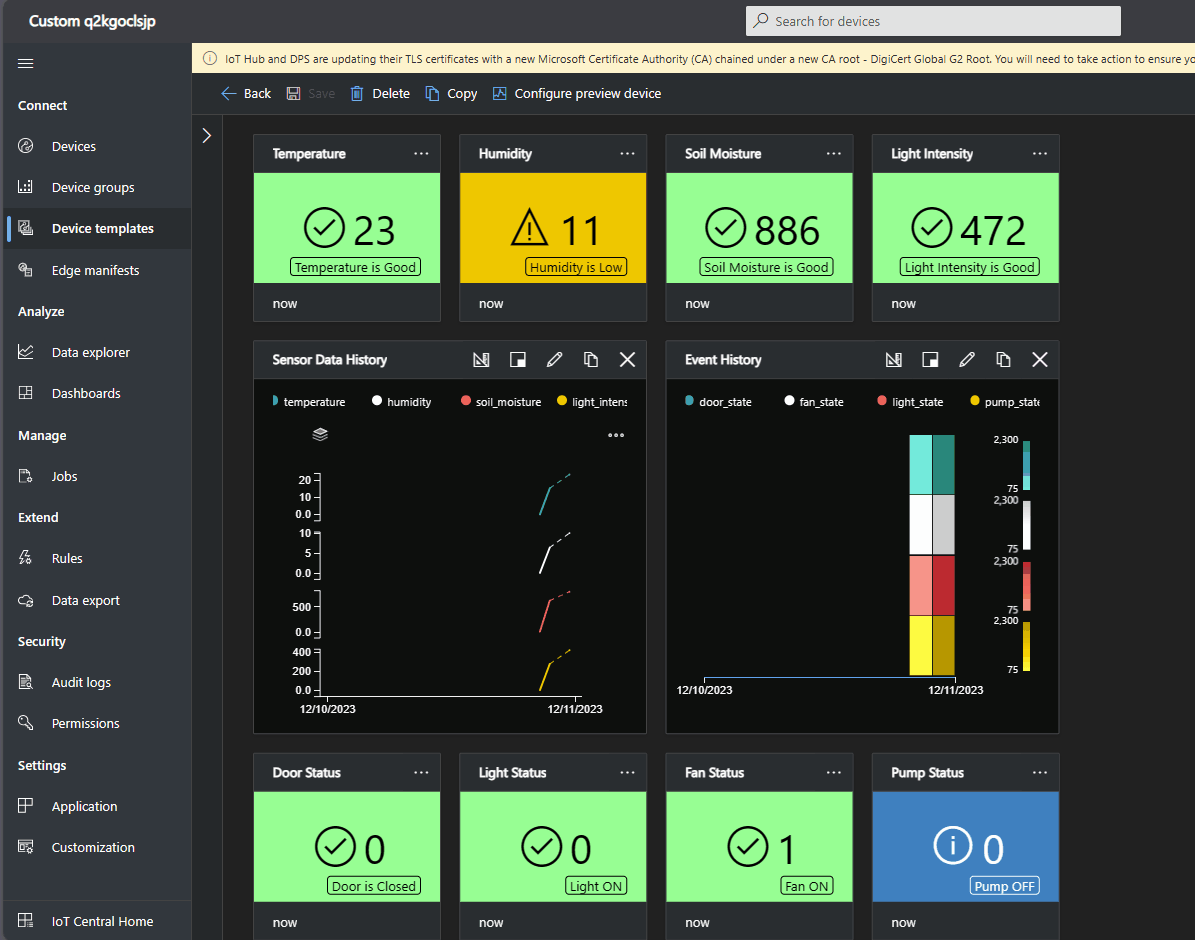 Custom q2kgoclsjp
Search for devices
IoT Hub and DPS are updating their TLS certificates with a new Microsoft Certificate Authority (CA) chained under a new CA root - DigiCert Global G2 Root. You will need to take action to ensure
Back Save Delete Copy Configure preview device
Connect
Devices
Device groups
Device templates
Edge manifests
Analyze
Data explorer
Dashboards
Manage
Jobs
Extend
Rules
Data export
Security
Audit logs
Permissions
Settings
Application
Customization
IoT Central Home
Temperature
23
Temperature is Good
now
Humidity
11
Humidity is Low
now
Soil Moisture
886
Soil Moisture is Good
now
Light Intensity
472
Light Intensity is Good
now
Sensor Data History
temperature humidity soil_moisture light_intens
20
10
0.0
10
5
0.0
500
0.0
400
200
0.0
12/10/2023 12/11/2023
Event History
door_state fan_state light_state pump_state
2,300
75
2,300
75
2,300
75
2,300
75
12/10/2023 12/11/2023
Door Status
0
Door is Closed
now
Light Status
0
Light ON
now
Fan Status
1
Fan ON
now
Pump Status
0
Pump OFF
now